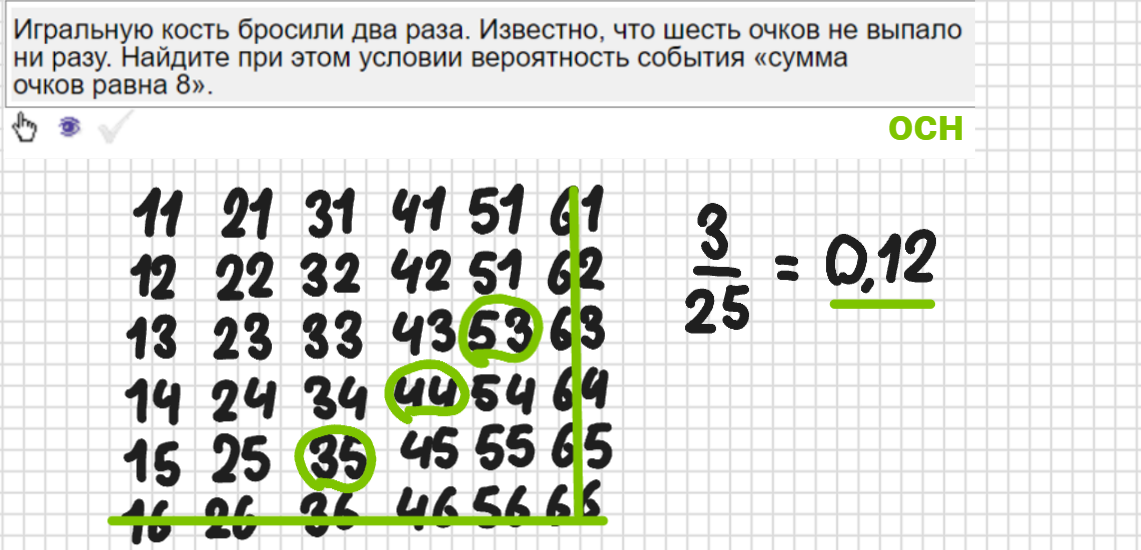 Игральную кость бросили два раза. Известно, что шесть очков не выпало
ни разу. Найдите при этом условии вероятность события «сумма
очков равна 8».
осн
11 21 31 41 51 61
12 22 32 42 51 62
13 23 33 43 53 63
14 24 34 44 54 64
15 25 35 45 55 65
16 26 36 46 56 66
3/25 = 0,12